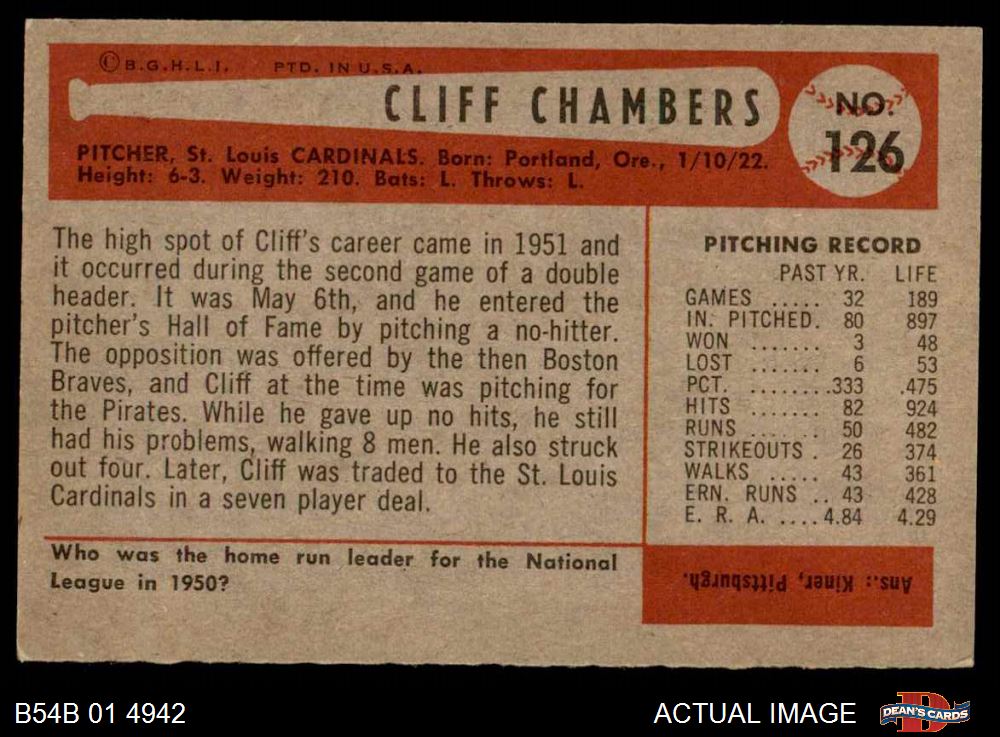 ©B.G.H.L.I. PTD. IN U.S.A.
CLIFF CHAMBERS
NO.
126
PITCHER, St. Louis CARDINALS. Born: Portland, Ore., 1/10/22.
Height: 6-3. Weight: 210. Bats: L. Throws: L.
The high spot of Cliff's career came in 1951 and
it occurred during the second game of a double
header. It was May 6th, and he entered the
pitcher's Hall of Fame by pitching a no-hitter.
The opposition was offered by the then Boston
Braves, and Cliff at the time was pitching for
the Pirates. While he gave up no hits, he still
had his problems, walking 8 men. He also struck
out four. Later, Cliff was traded to the St. Louis
Cardinals in a seven player deal.
PITCHING RECORD
PAST YR. LIFE
GAMES ..... 32 189
IN. PITCHED. 80 897
WON ....... 3 48
LOST ....... 6 53
PCT. ........ .333 .475
HITS ....... 82 924
RUNS ....... 50 482
STRIKEOUTS . 26 374
WALKS ..... 43 361
ERN. RUNS .. 43 428
E. R. A. .... 4.84 4.29
Who was the home run leader for the National
League in 1950?
Ans.: Kiner, Pittsburgh.
B54B 01 4942
ACTUAL IMAGE
D
DEAN'S CARDS